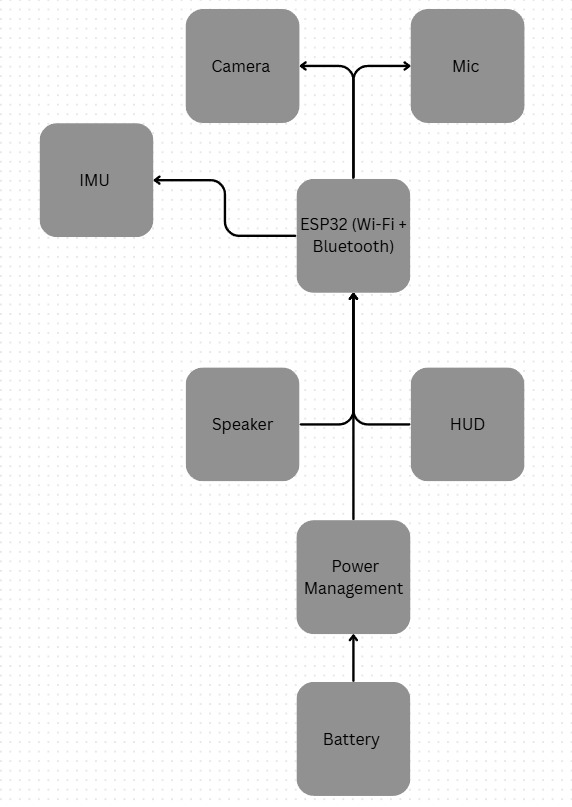 Camera
Mic
IMU
ESP32 (Wi-Fi +
Bluetooth)
Speaker
HUD
Power
Management
Battery